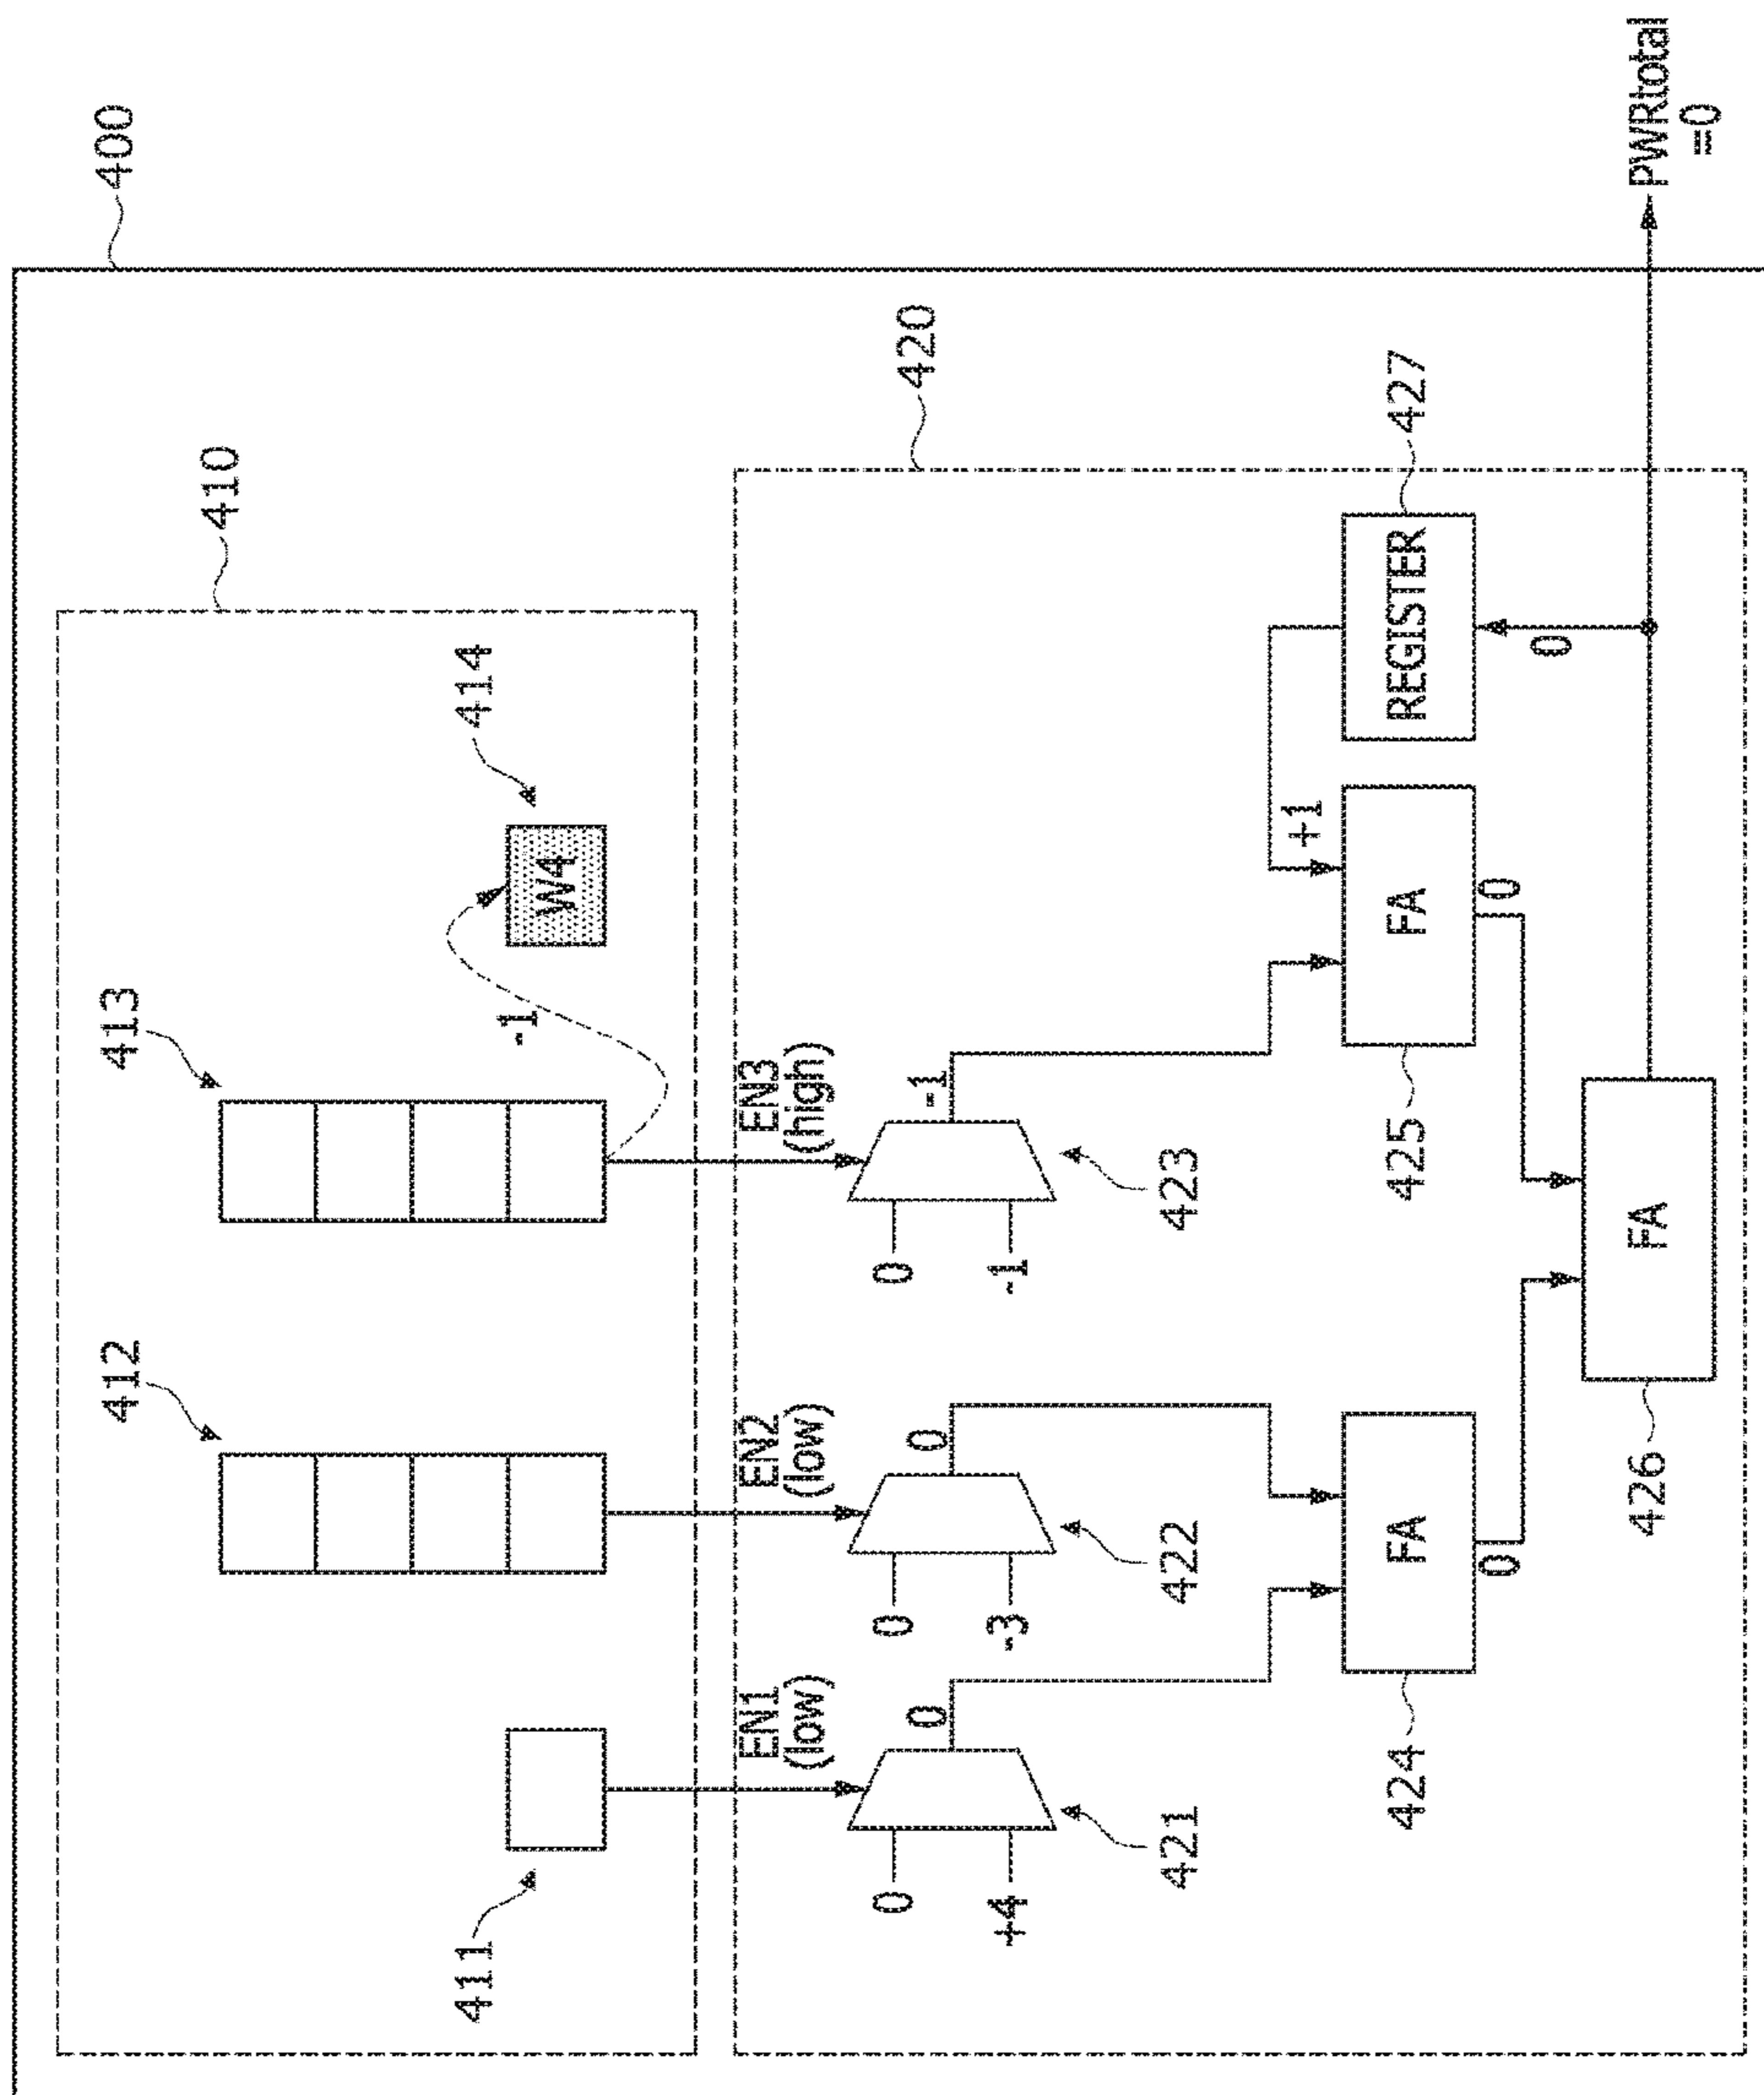 400
410
411
412
413
414
-1
W4
420
EN1
(low)
EN2
(low)
EN3
(high)
0
+4
0
421
0
-3
0
422
0
-1
-1
423
+1
FA
424
0
FA
425
0
REGISTER
427
0
FA
426
PWRtotal
=0